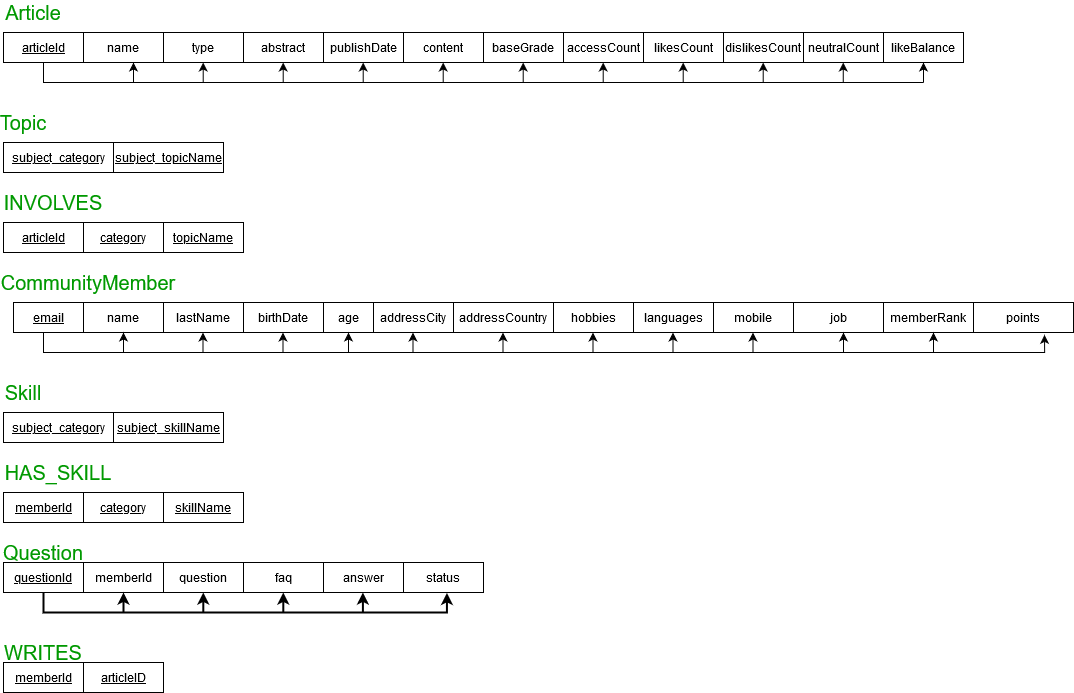 Article
articleId name type abstract publishDate content baseGrade accessCount likesCount dislikesCount neutralCount likeBalance
Topic
subject_category subject_topicName
INVOLVES
articleId category topicName
CommunityMember
email name lastName birthDate age addressCity addressCountry hobbies languages mobile job memberRank points
Skill
subject_category subject_skillName
HAS_SKILL
memberId category skillName
Question
questionId memberId question faq answer status
WRITES
memberId articleID